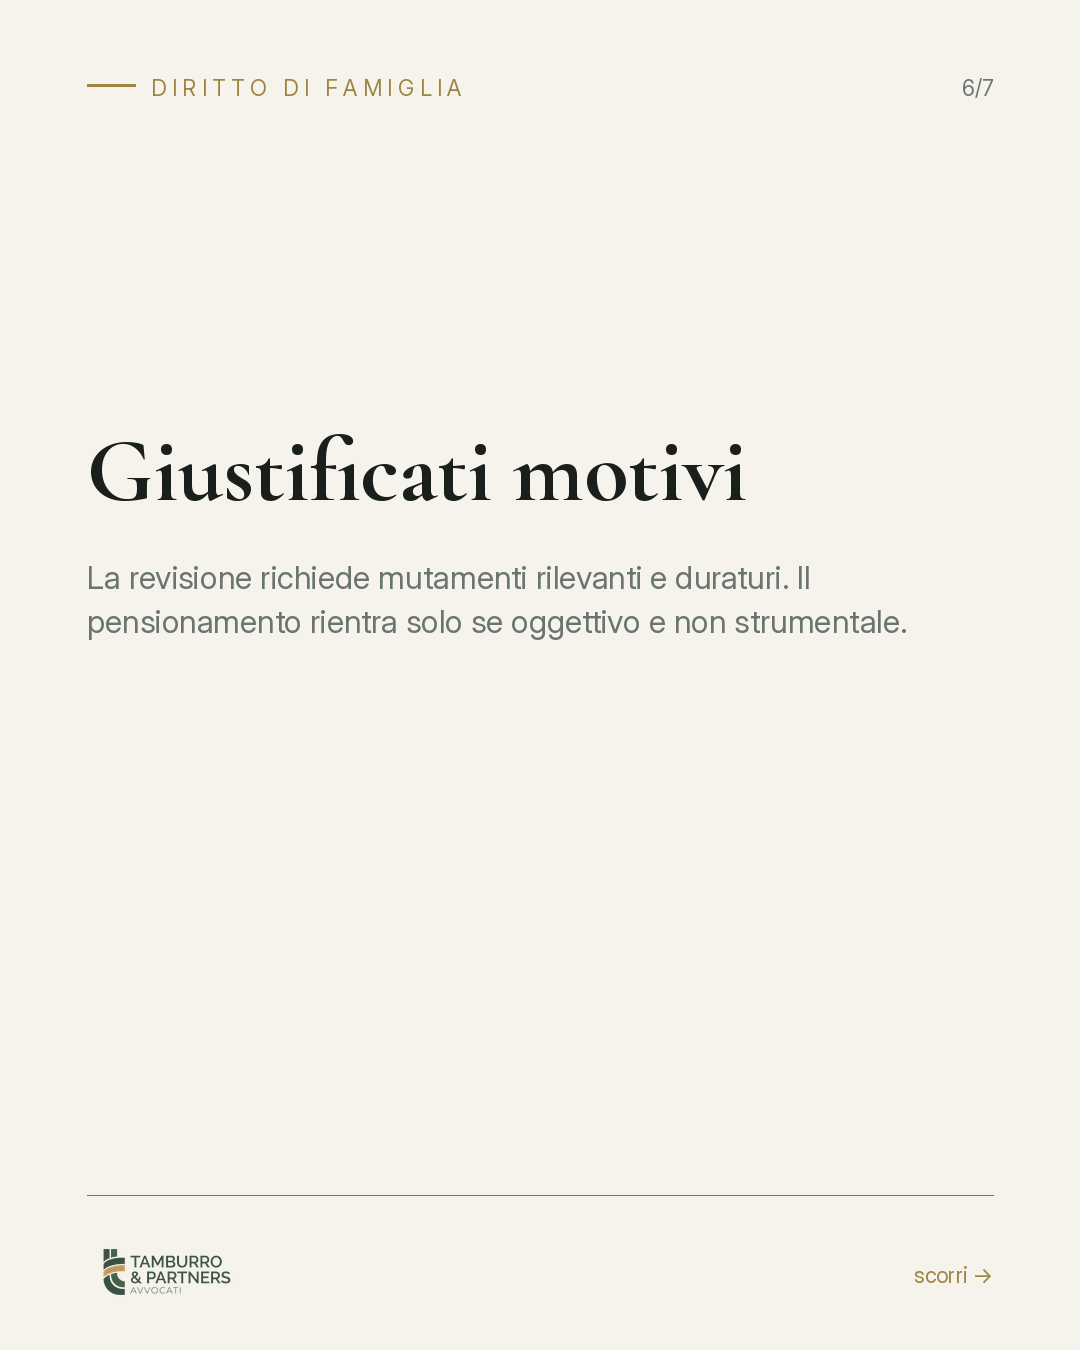 DIRITTO DI FAMIGLIA
6/7
Giustificati motivi
La revisione richiede mutamenti rilevanti e duraturi. Il
pensionamento rientra solo se oggettivo e non strumentale.
TAMBURRO
& PARTNERS
AVVOCATI
scorri →